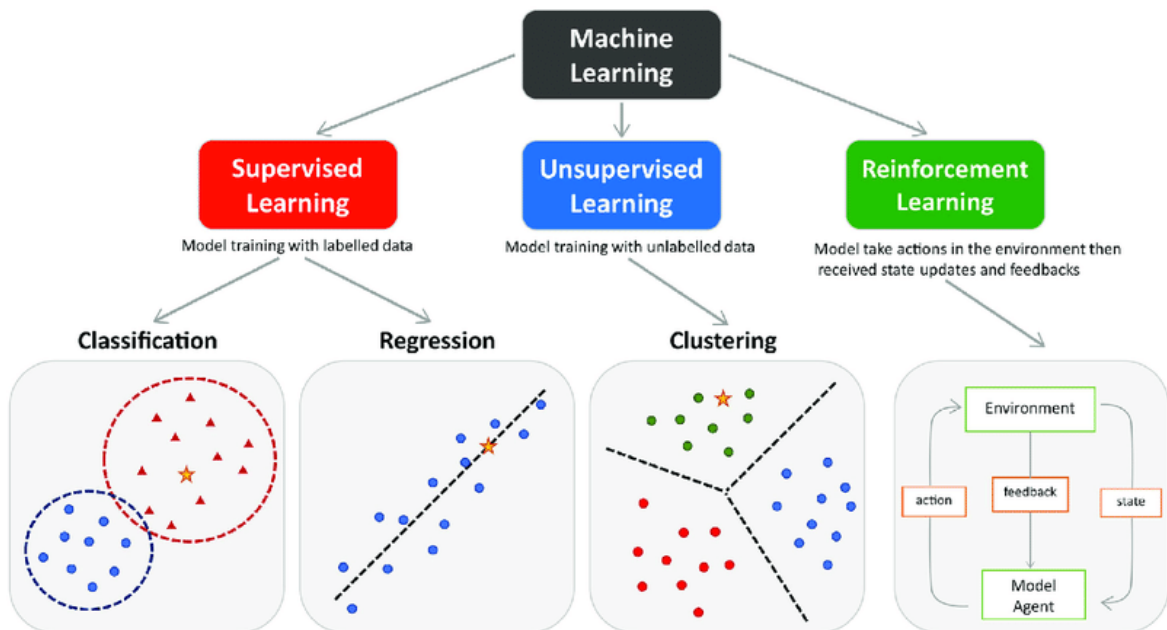 Machine
Learning
Supervised
Learning
Unsupervised
Learning
Reinforcement
Learning
Model training with labelled data
Model training with unlabelled data
Model take actions in the environment then
received state updates and feedbacks
Classification
Regression
Clustering
Environment
action
feedback
state
Model
Agent